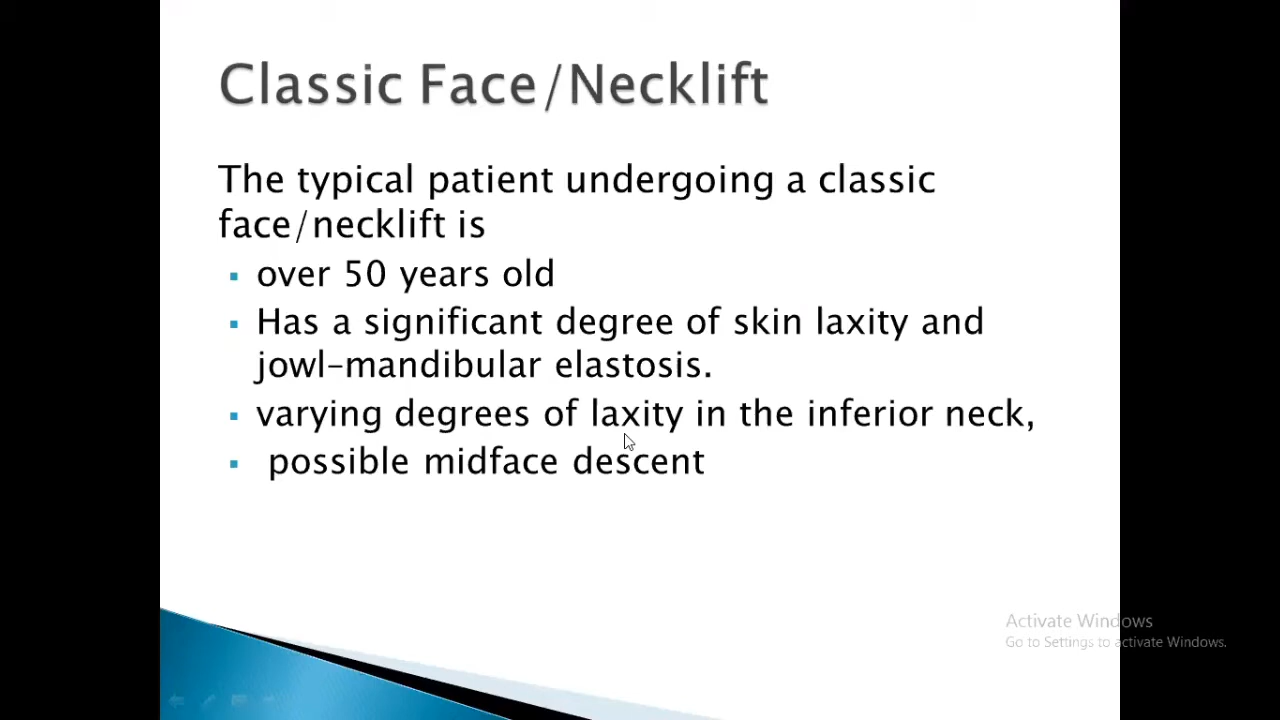 Classic Face/Necklift
The typical patient undergoing a classic
face/necklift is
▪ over 50 years old
▪ Has a significant degree of skin laxity and
jowl-mandibular elastosis.
▪ varying degrees of laxity in the inferior neck,
▪ possible midface descent
Activate Windows
Go to Settings to activate Windows.